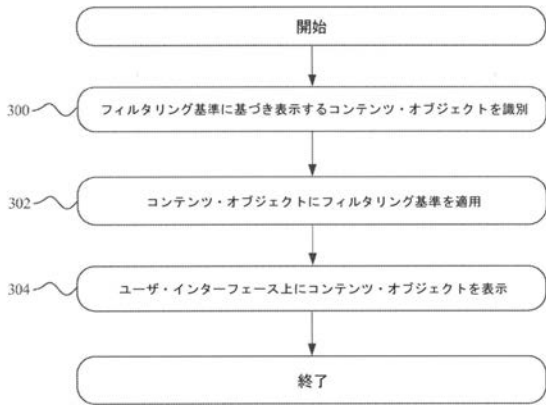 開始
300 フィルタリング基準に基づき表示するコンテンツ・オブジェクトを識別
302 コンテンツ・オブジェクトにフィルタリング基準を適用
304 ユーザ・インターフェース上にコンテンツ・オブジェクトを表示
終了